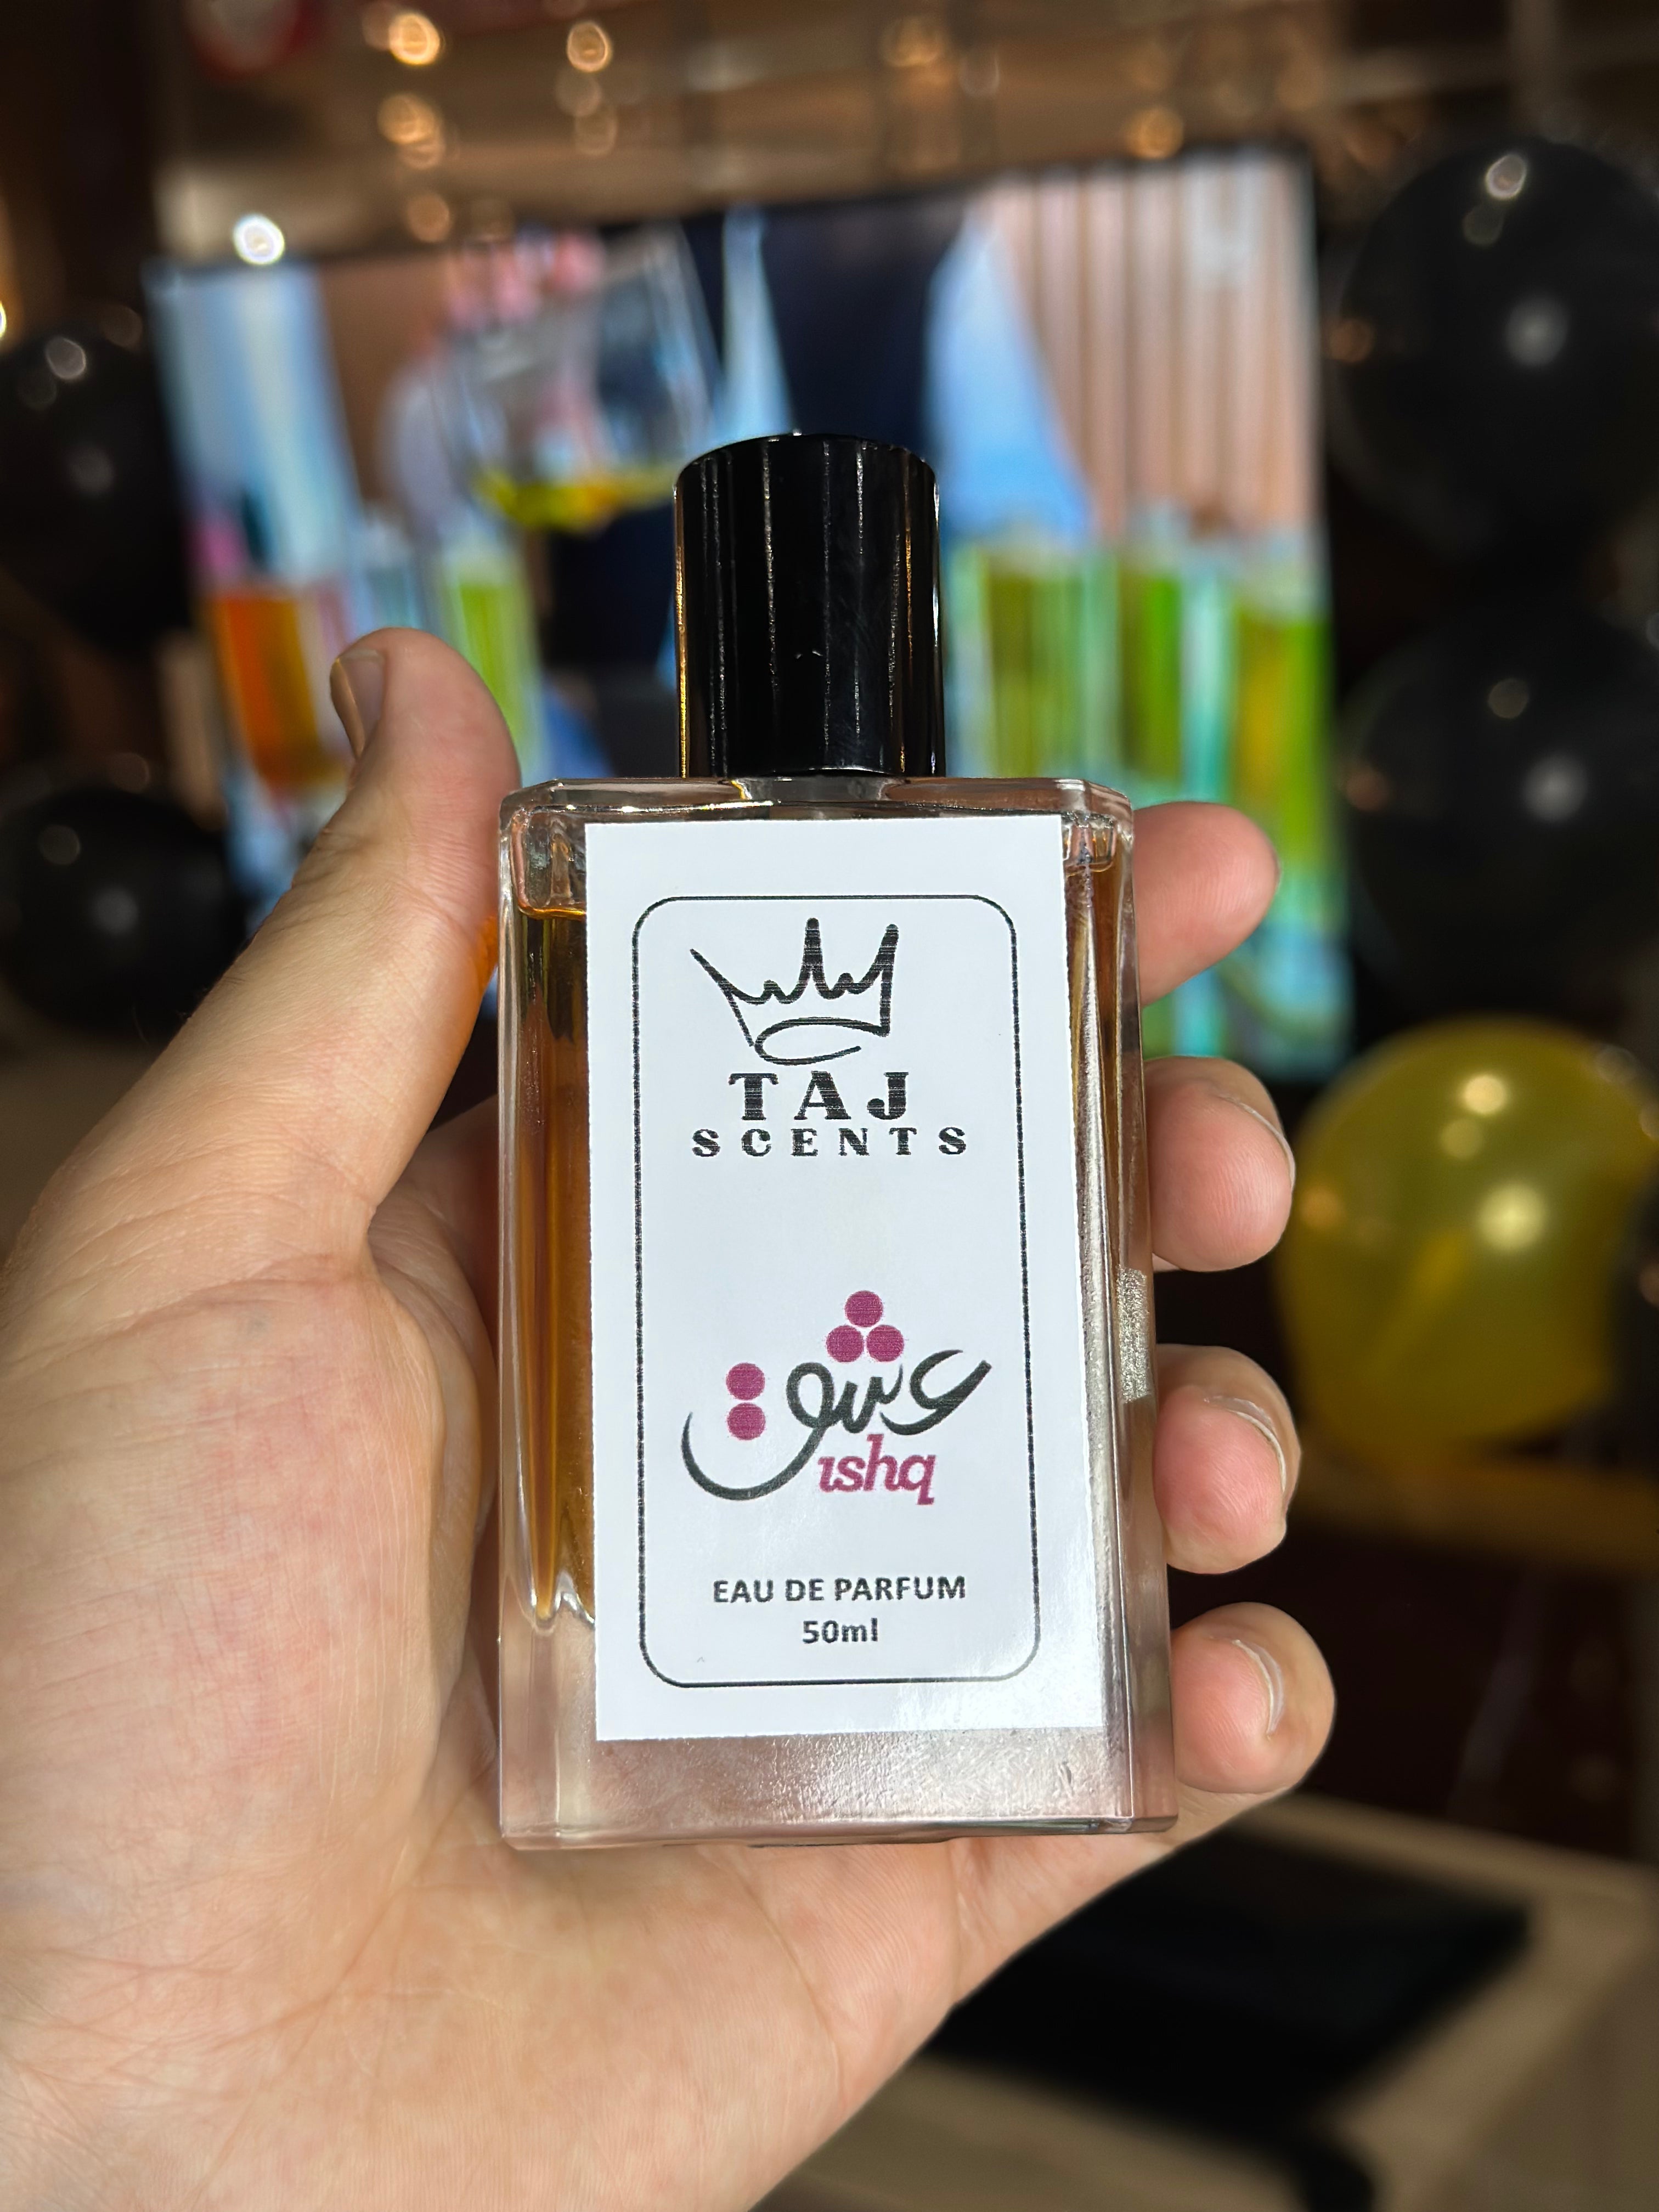 TAJ
SCENTS
عشق
ishq
EAU DE PARFUM
50ml